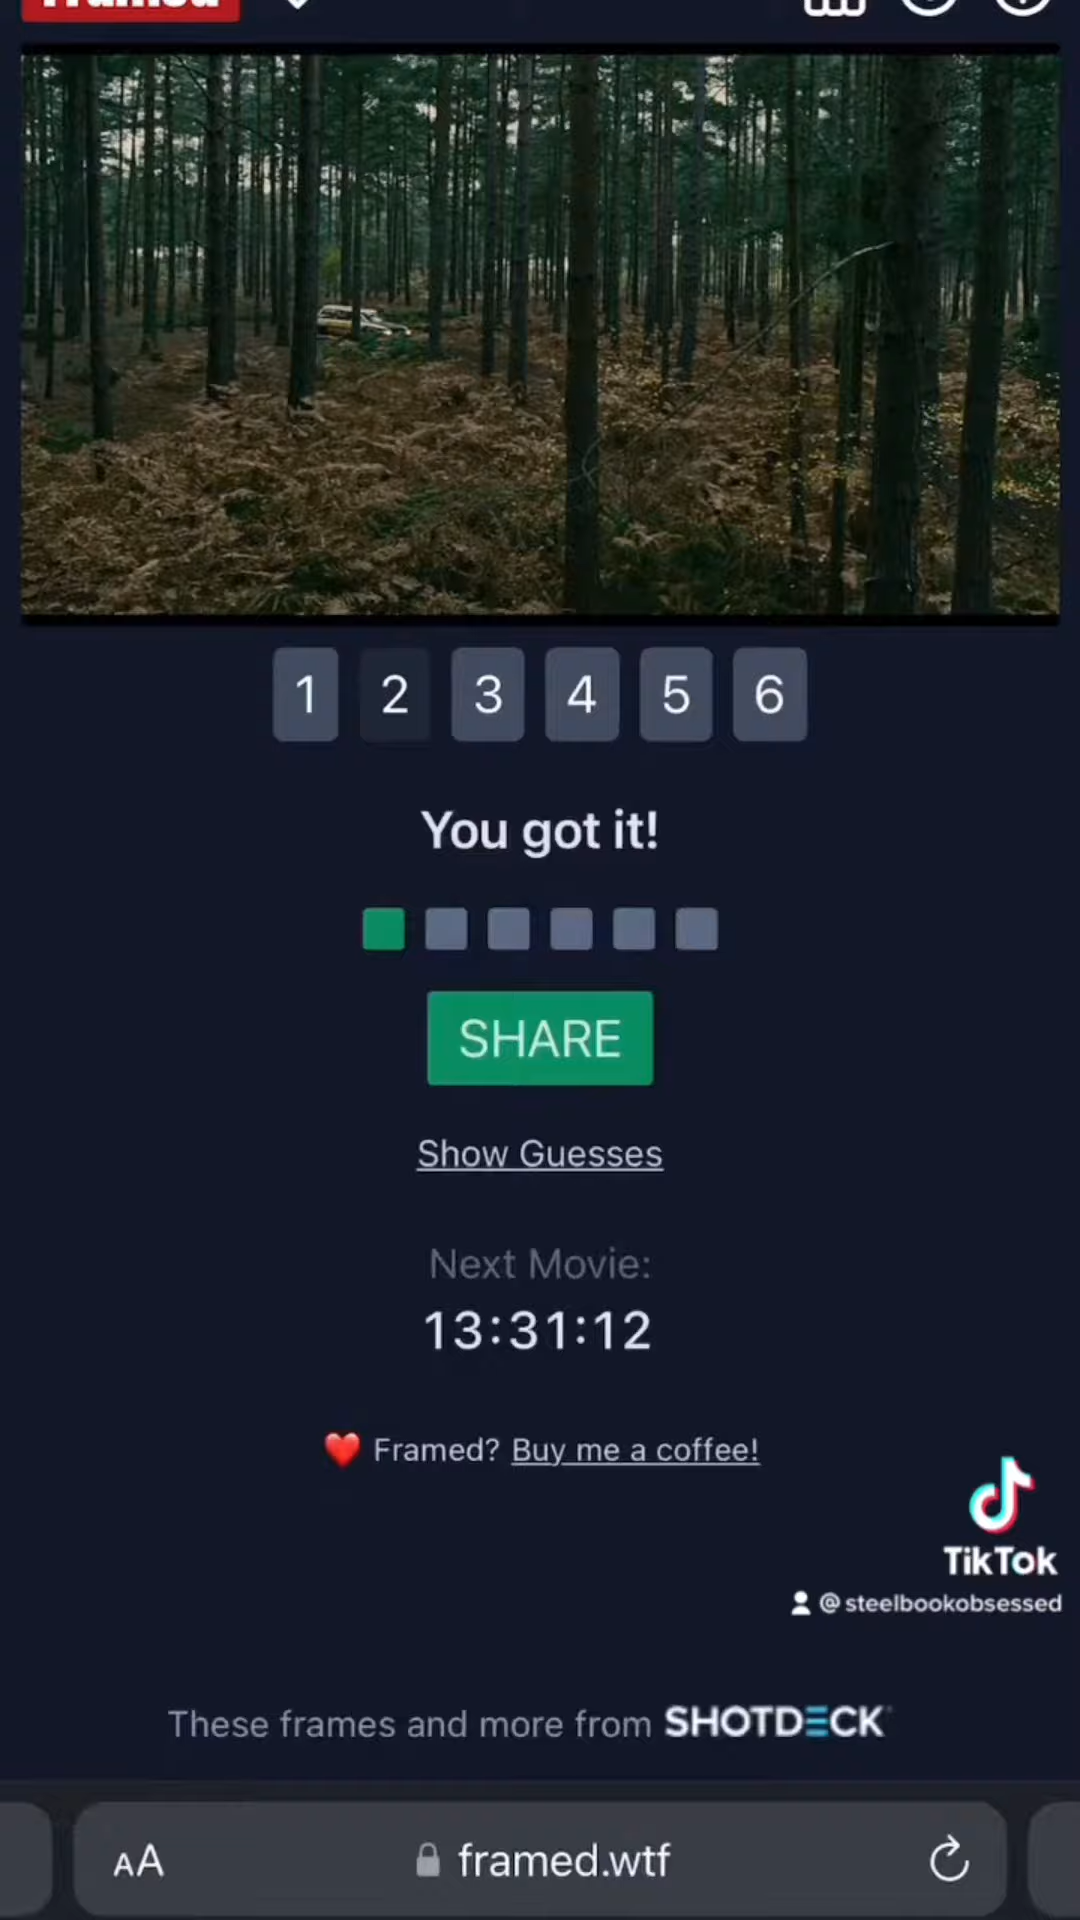 Framed
1 2 3 4 5 6
You got it!
SHARE
Show Guesses
Next Movie:
13:31:12
❤️ Framed? Buy me a coffee!
TikTok
@steelbookobsessed
These frames and more from SHOTDECK
AA framed.wtf